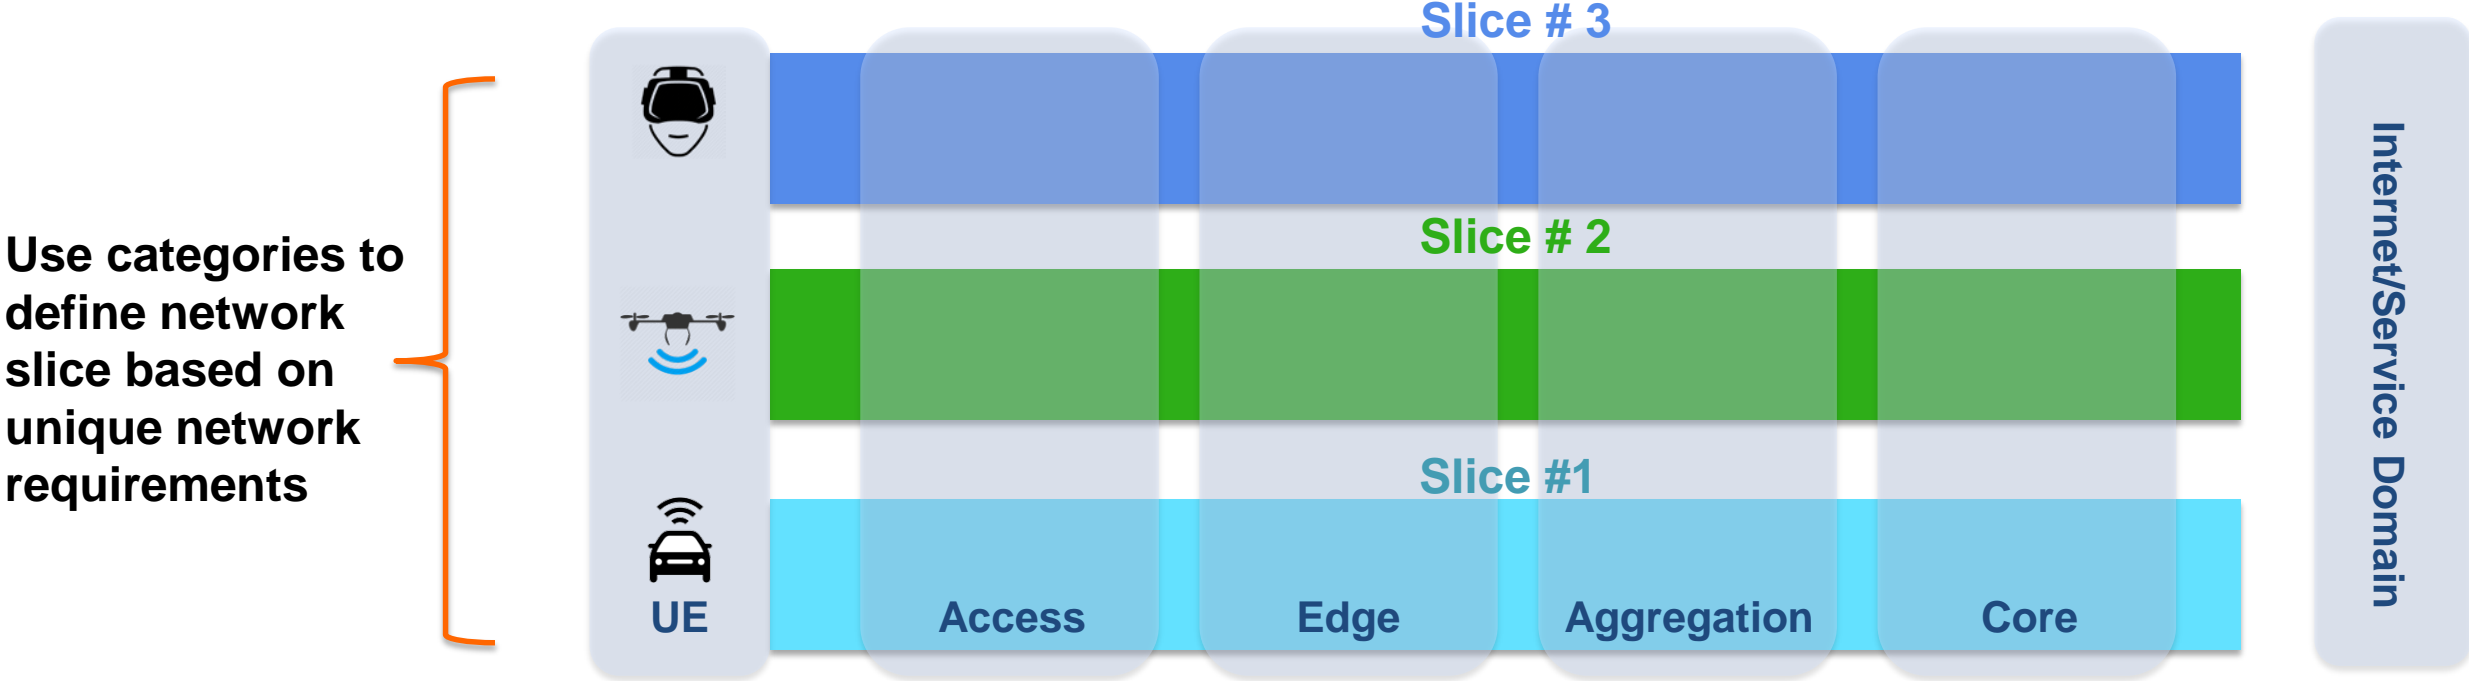 Use categories to
define network
slice based on
unique network
requirements
Slice # 3
Slice # 2
Slice #1
UE
Access
Edge
Aggregation
Core
Internet/Service Domain